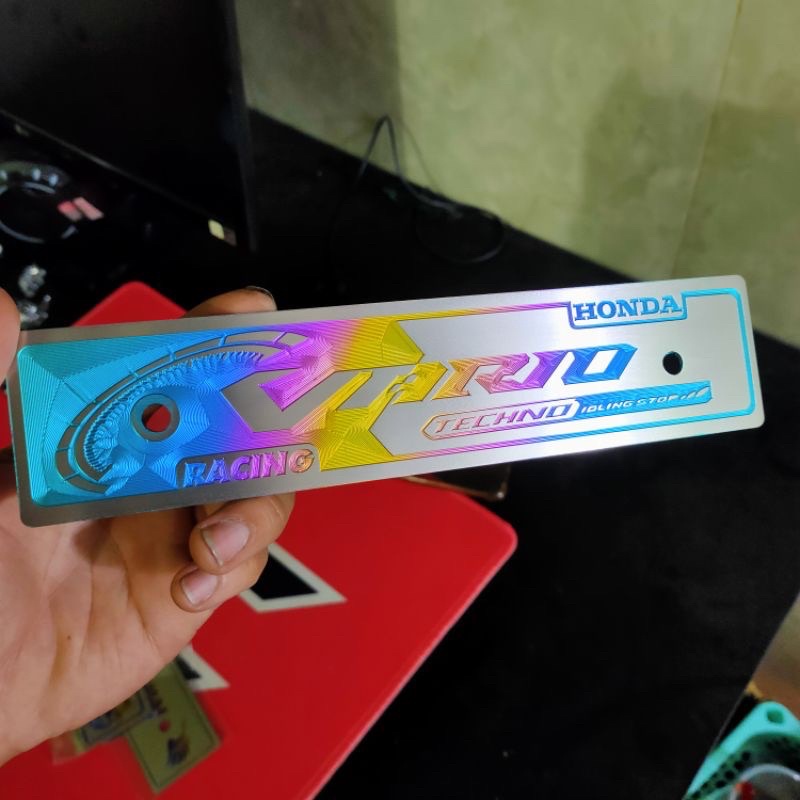 HONDA
VARIO
TECHNO IDLING STOP
RACING